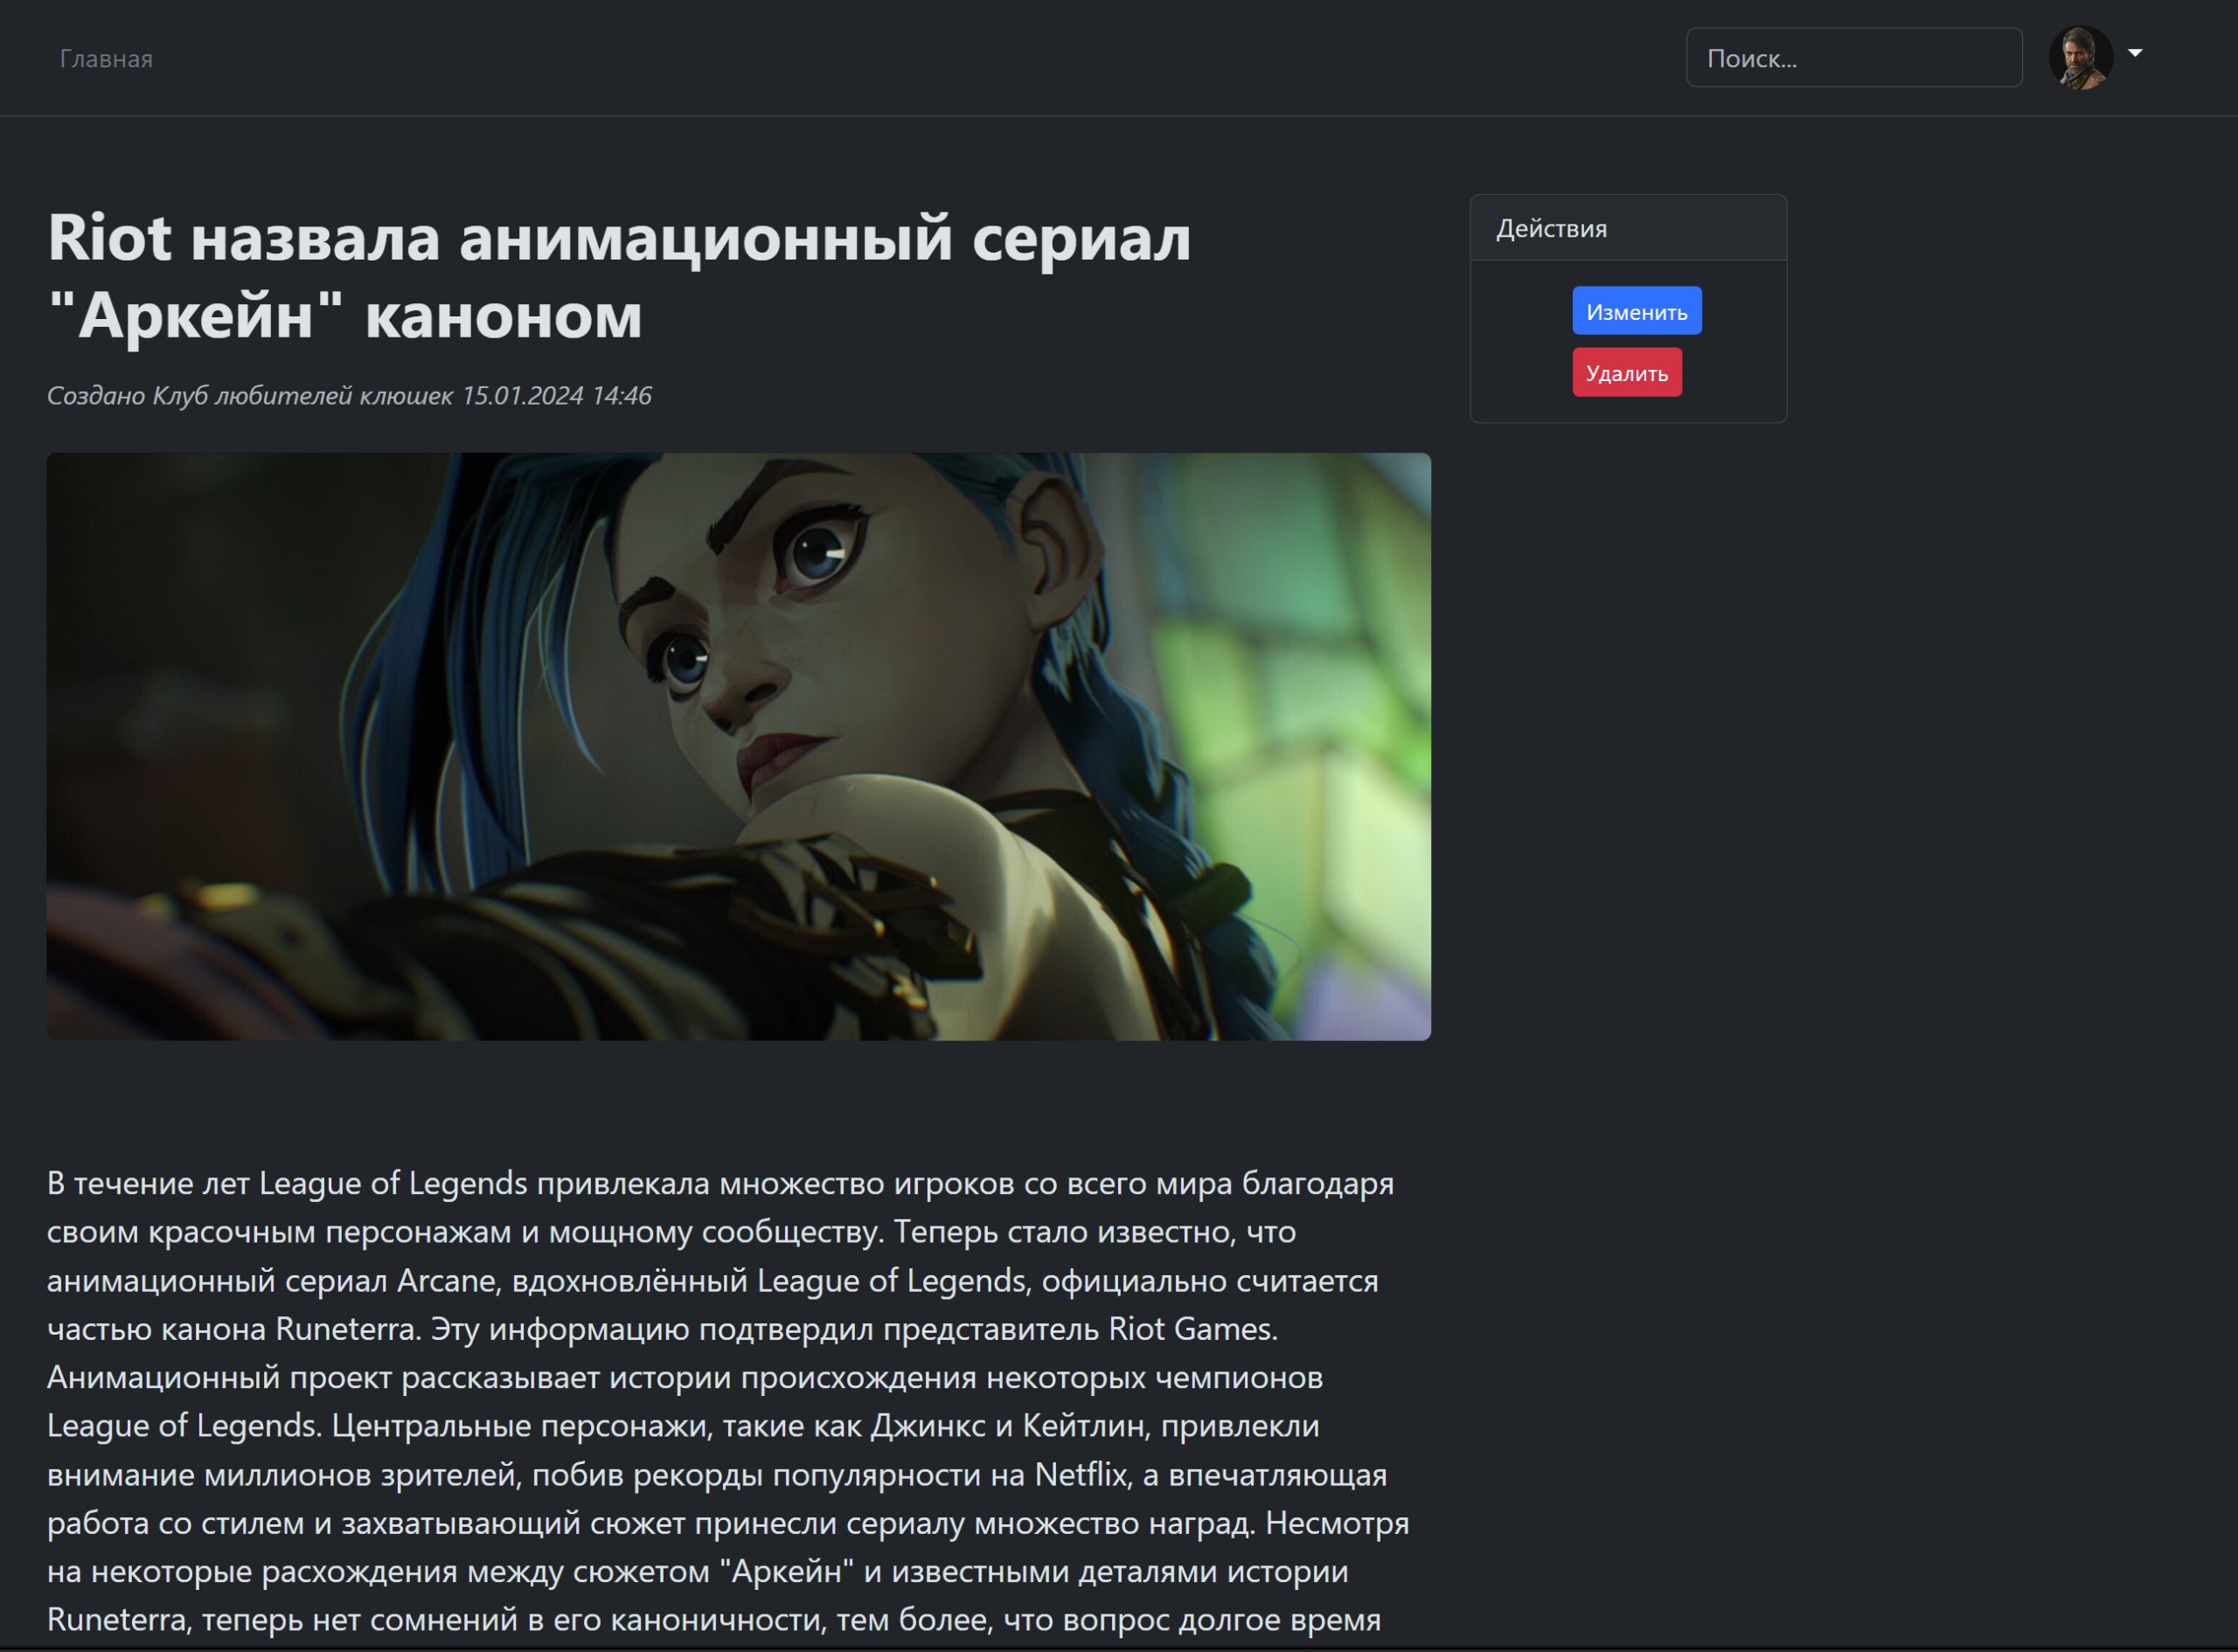 Главная
Поиск...
Riot назвала анимационный сериал
"Аркейн" каноном
Создано Клуб любителей клюшек 15.01.2024 14:46
Действия
Изменить
Удалить
В течение лет League of Legends привлекала множество игроков со всего мира благодаря
своим красочным персонажам и мощному сообществу. Теперь стало известно, что
анимационный сериал Arcane, вдохновлённый League of Legends, официально считается
частью канона Runeterra. Эту информацию подтвердил представитель Riot Games.
Анимационный проект рассказывает истории происхождения некоторых чемпионов
League of Legends. Центральные персонажи, такие как Джинкс и Кейтлин, привлекли
внимание миллионов зрителей, побив рекорды популярности на Netflix, а впечатляющая
работа со стилем и захватывающий сюжет принесли сериалу множество наград. Несмотря
на некоторые расхождения между сюжетом "Аркейн" и известными деталями истории
Runeterra, теперь нет сомнений в его каноничности, тем более, что вопрос долгое время